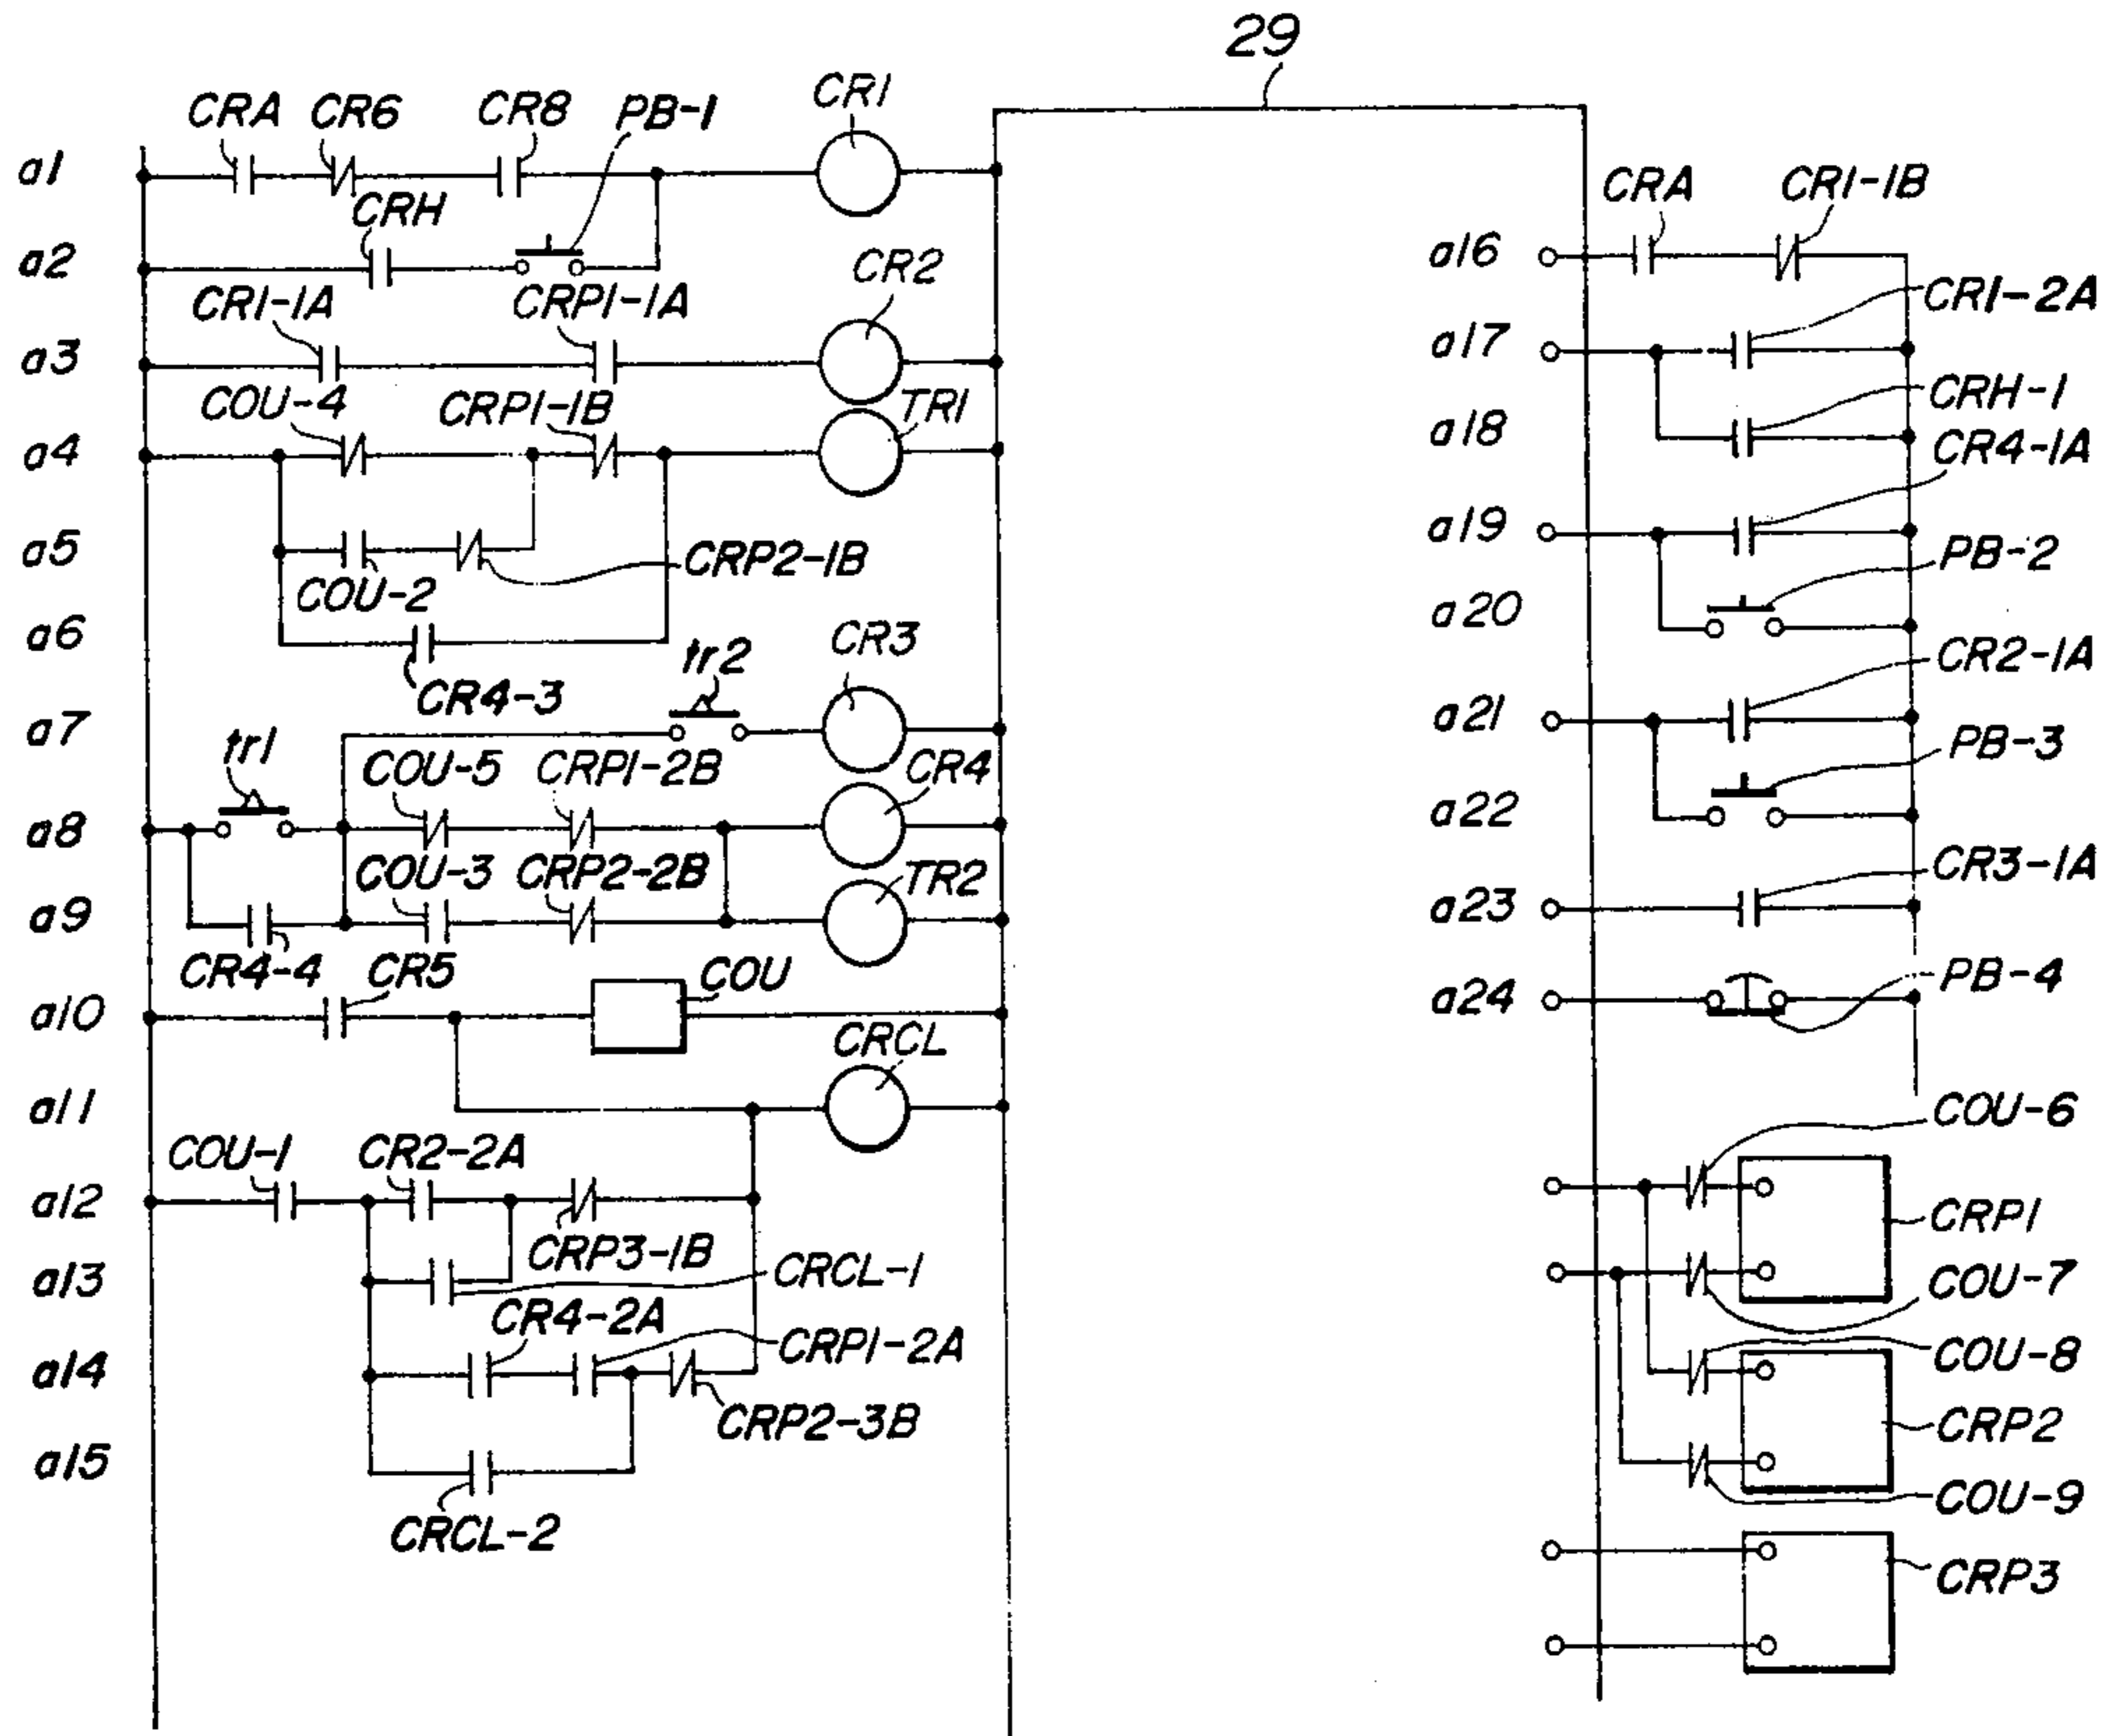 29
CRA CR6 CR8 PB-1 CR1
a1
CRH
a2
CR1-1A CRP1-1A CR2
a3
COU-4 CRP1-1B TR1
a4
a5
COU-2 CRP2-1B
a6
CR4-3 tr2 CR3
a7
tr1 COU-5 CRP1-2B CR4
a8
COU-3 CRP2-2B TR2
a9
CR4-4 CR5 COU
a10
CRCL
a11
COU-1 CR2-2A
a12
CRP3-1B
a13
CRCL-1
CR4-2A CRP1-2A
a14
CRP2-3B
a15
CRCL-2
CRA CR1-1B
a16
CR1-2A
a17
CRH-1
a18
CR4-1A
a19
PB-2
a20
CR2-1A
a21
PB-3
a22
CR3-1A
a23
PB-4
a24
COU-6
CRP1
COU-7
COU-8
CRP2
COU-9
CRP3